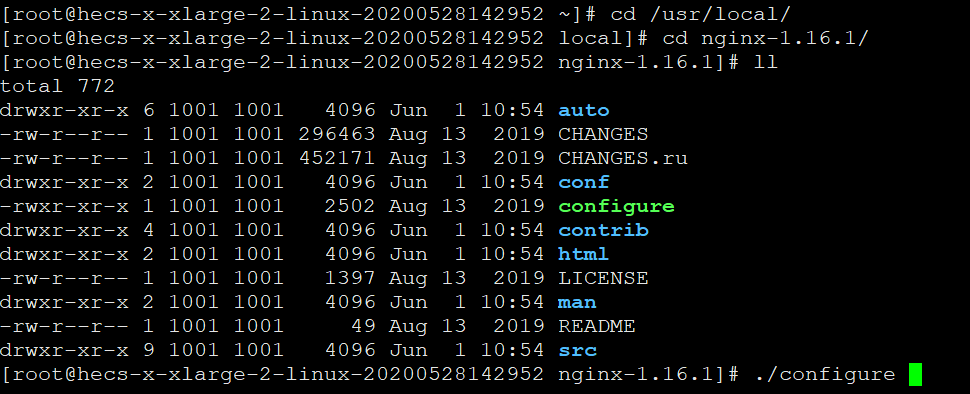 [root@hecs-x-xlarge-2-linux-20200528142952 ~]# cd /usr/local/
[root@hecs-x-xlarge-2-linux-20200528142952 local]# cd nginx-1.16.1/
[root@hecs-x-xlarge-2-linux-20200528142952 nginx-1.16.1]# ll
total 772
drwxr-xr-x 6 1001 1001   4096 Jun  1 10:54 auto
-rw-r--r-- 1 1001 1001 296463 Aug 13  2019 CHANGES
-rw-r--r-- 1 1001 1001 452171 Aug 13  2019 CHANGES.ru
drwxr-xr-x 2 1001 1001   4096 Jun  1 10:54 conf
-rwxr-xr-x 1 1001 1001   2502 Aug 13  2019 configure
drwxr-xr-x 4 1001 1001   4096 Jun  1 10:54 contrib
drwxr-xr-x 2 1001 1001   4096 Jun  1 10:54 html
-rw-r--r-- 1 1001 1001   1397 Aug 13  2019 LICENSE
drwxr-xr-x 2 1001 1001   4096 Jun  1 10:54 man
-rw-r--r-- 1 1001 1001     49 Aug 13  2019 README
drwxr-xr-x 9 1001 1001   4096 Jun  1 10:54 src
[root@hecs-x-xlarge-2-linux-20200528142952 nginx-1.16.1]# ./configure